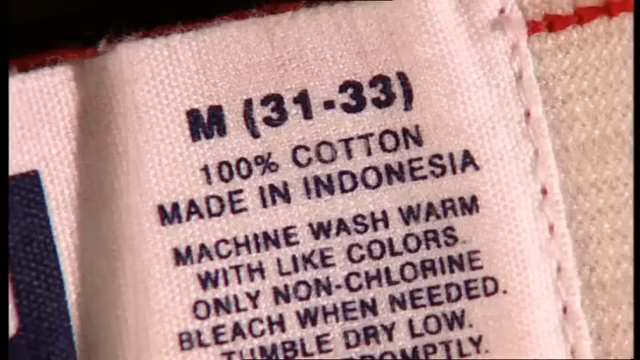 M (31-33)
100% COTTON
MADE IN INDONESIA
MACHINE WASH WARM
WITH LIKE COLORS.
ONLY NON-CHLORINE
BLEACH WHEN NEEDED.
TUMBLE DRY LOW.
PROMPTLY.